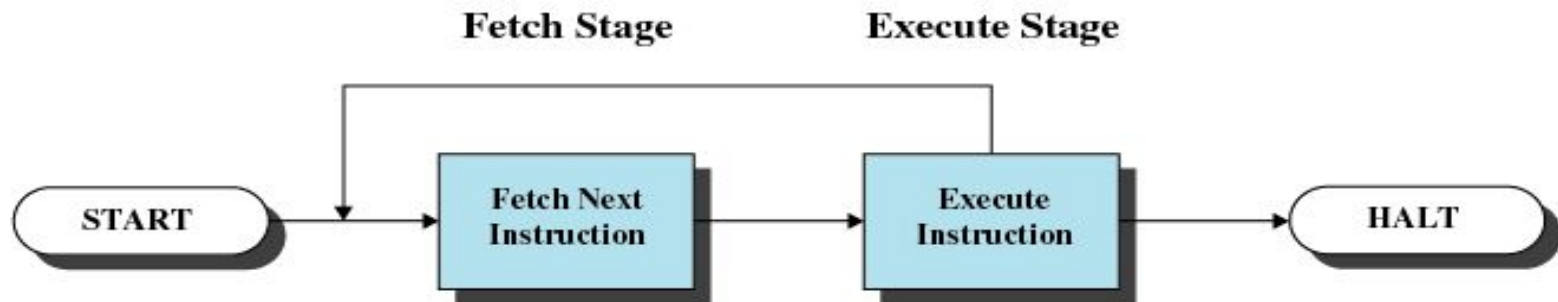 Fetch Stage
Execute Stage
START
Fetch Next
Instruction
Execute
Instruction
HALT